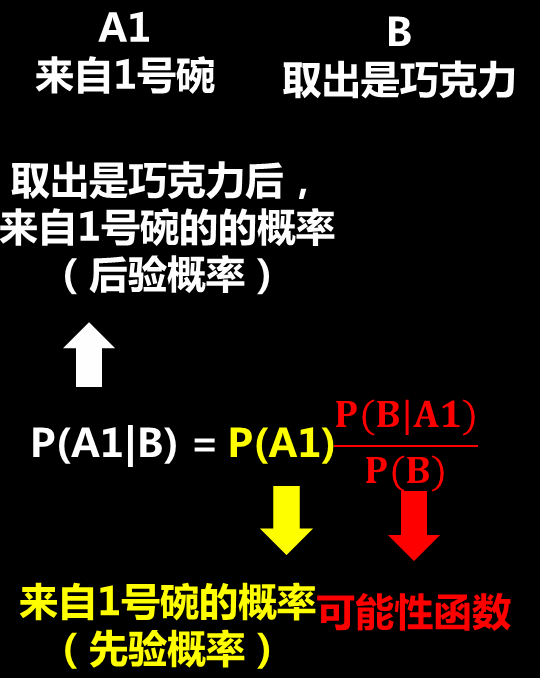 A1
来自1号碗
B
取出是巧克力
取出是巧克力后，
来自1号碗的的概率
（后验概率）
P(A1|B) = P(A1) P(B|A1)
P(B)
来自1号碗的概率
（先验概率）
可能性函数